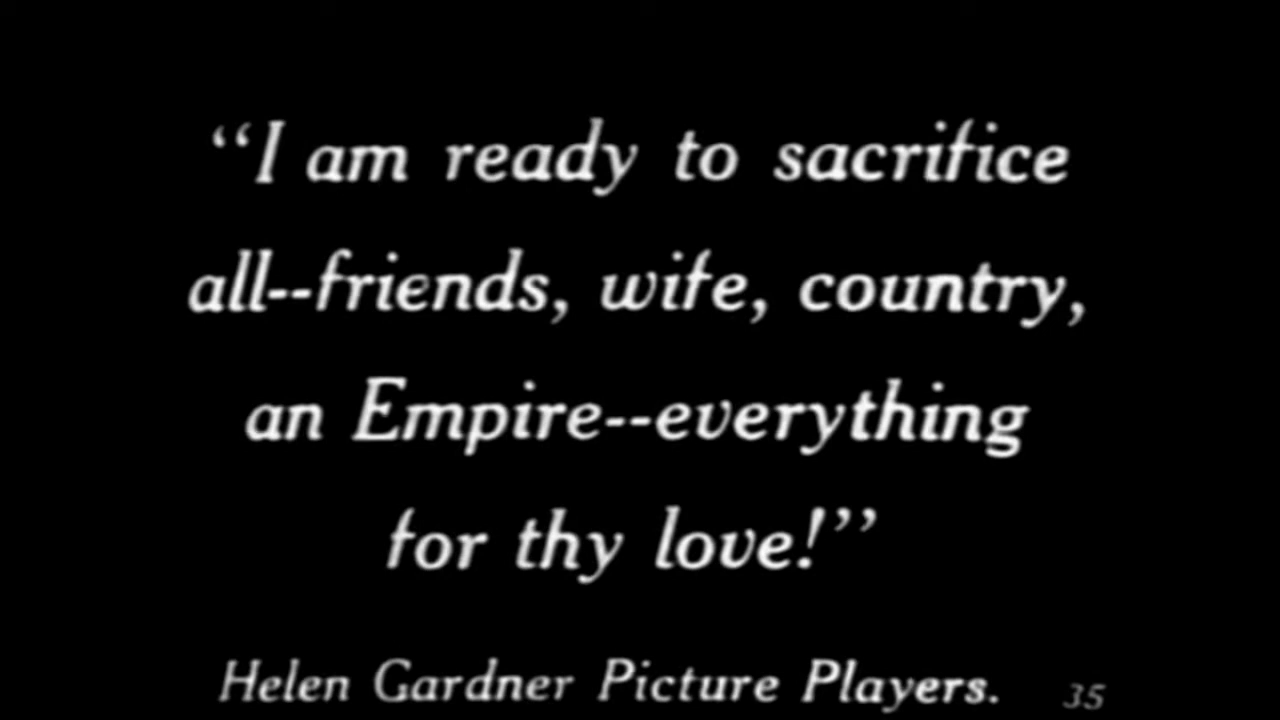 “I am ready to sacrifice
all--friends, wife, country,
an Empire--everything
for thy love!”
Helen Gardner Picture Players. 35